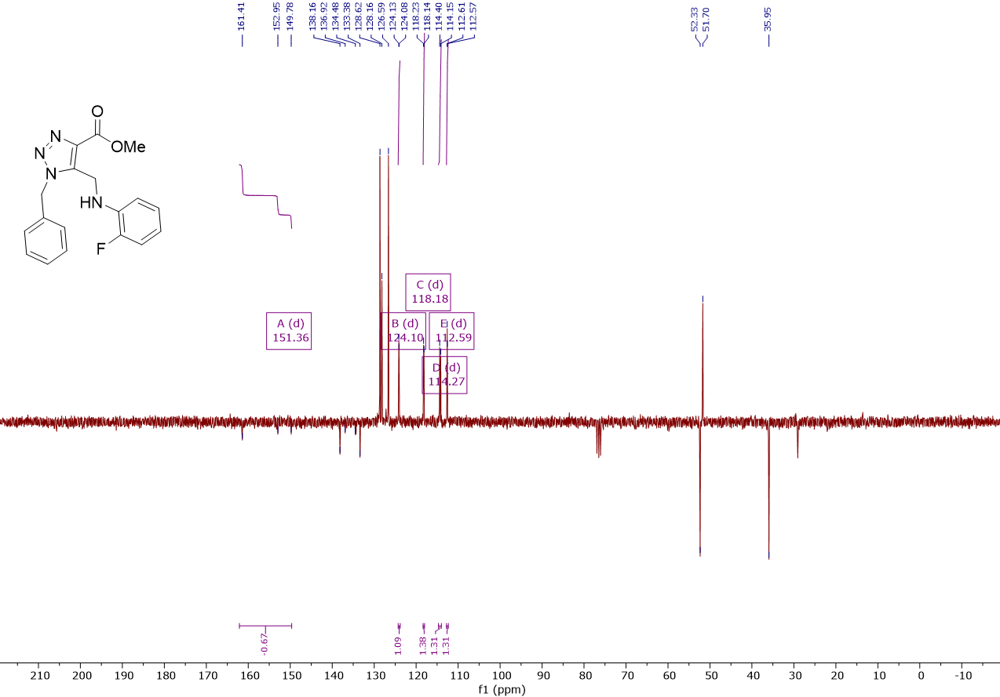 161.41
152.95
149.78
138.16
136.92
134.48
133.38
128.62
128.16
126.59
124.13
124.08
118.23
118.14
114.40
114.15
112.61
112.57
52.33
51.70
35.95
O
N
N
OMe
N
HN
F
C (d)
118.18
A (d)
151.36
B (d)
124.10
E (d)
112.59
D (d)
114.27
-0.67
1.09
1.38
1.31
1.31
210 200 190 180 170 160 150 140 130 120 110 100 90 80 70 60 50 40 30 20 10 0 -10
f1 (ppm)